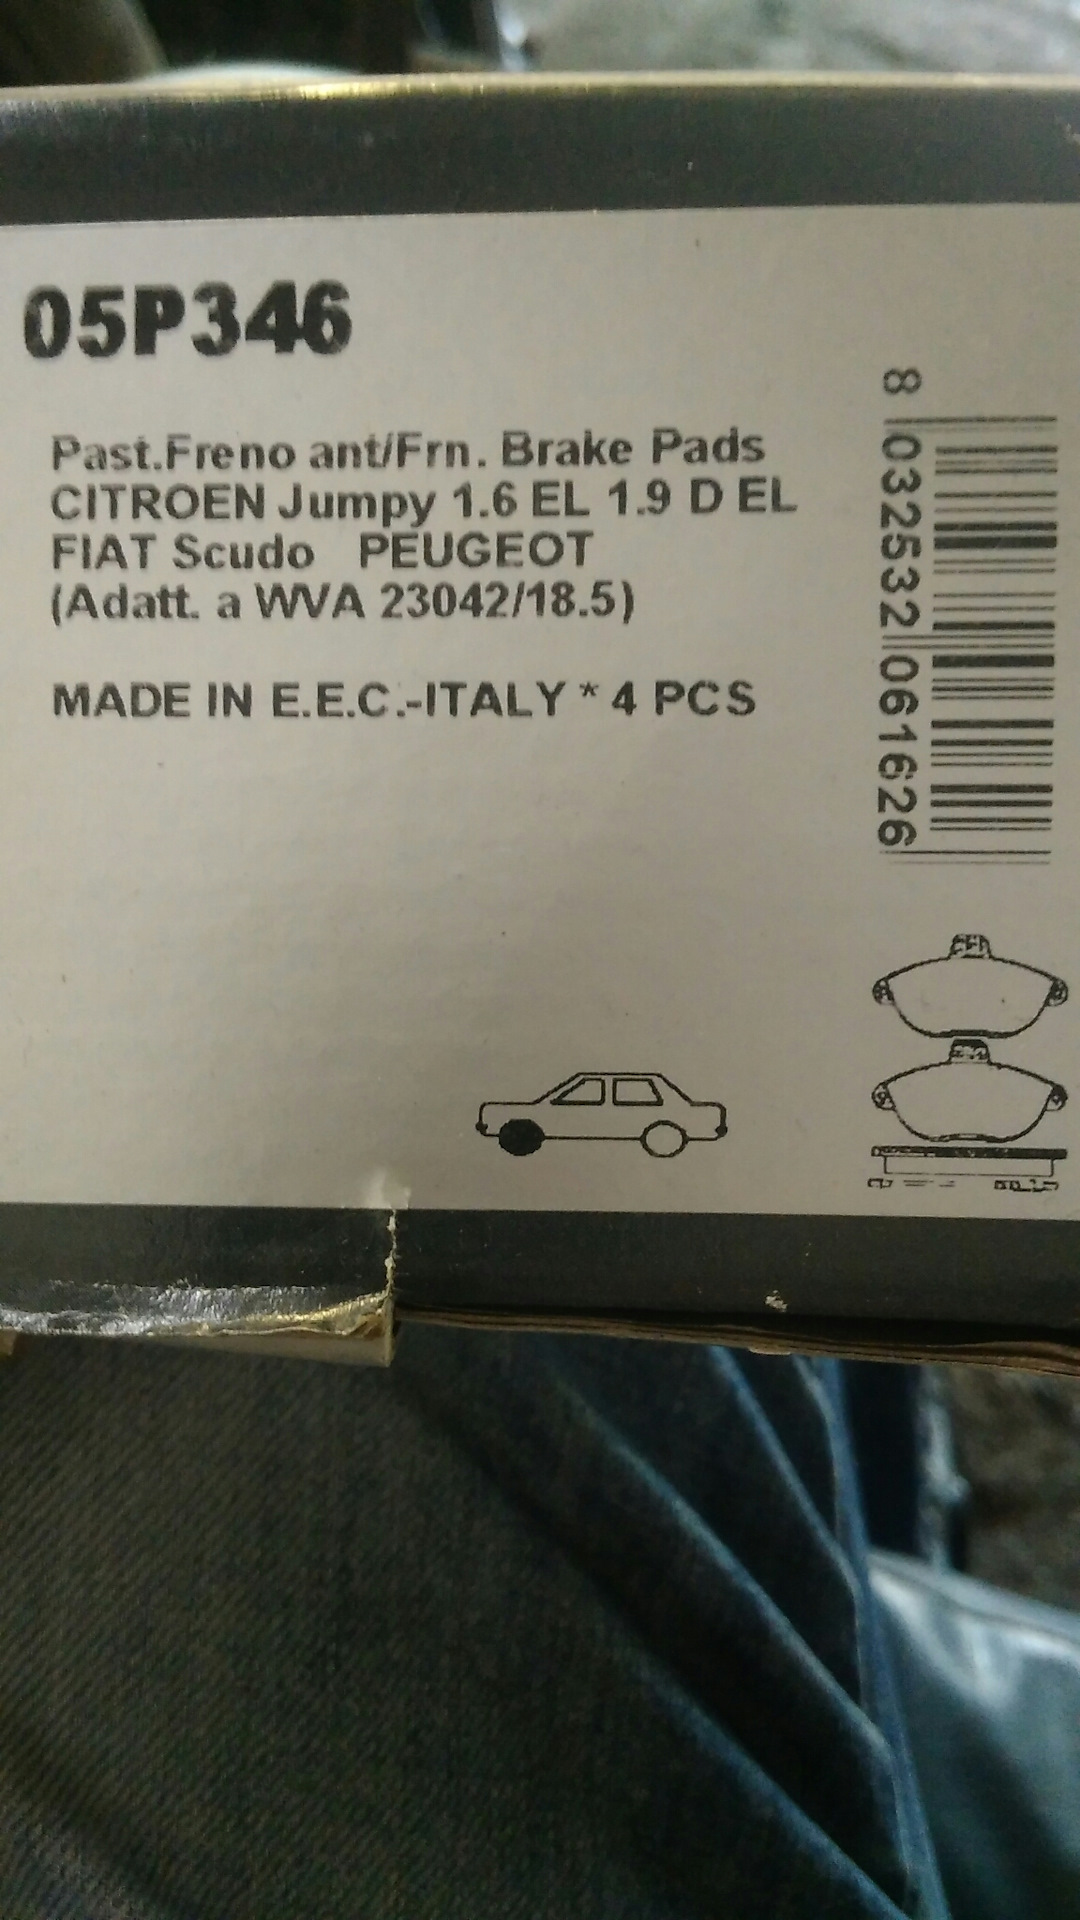 05P346
Past.Freno ant/Frn. Brake Pads
CITROEN Jumpy 1.6 EL 1.9 D EL
FIAT Scudo PEUGEOT
(Adatt. a WVA 23042/18.5)
MADE IN E.E.C.-ITALY * 4 PCS
8 032532 061626